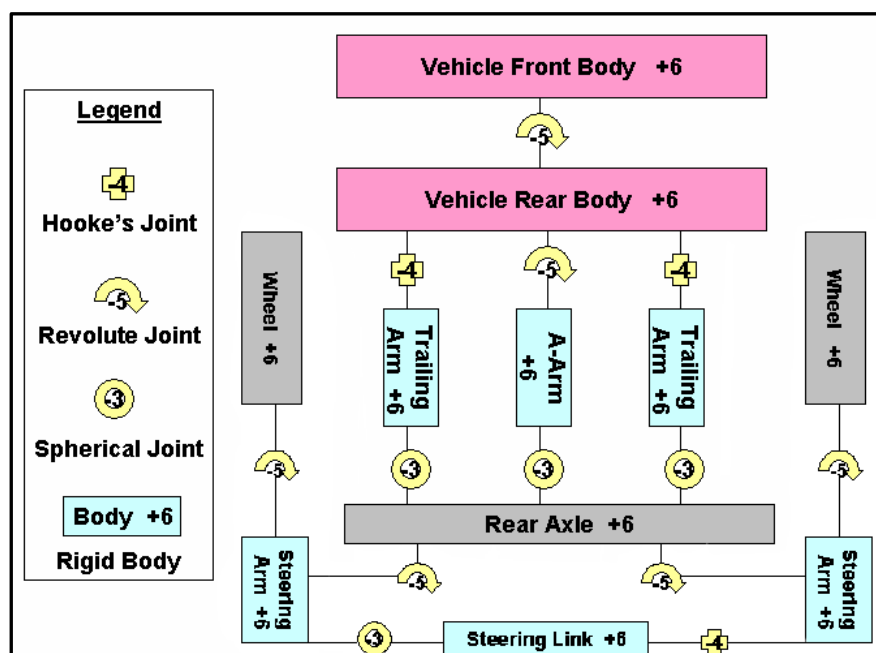 Legend
-4
Hooke's Joint
-5
Revolute Joint
-3
Spherical Joint
Body +6
Rigid Body
Vehicle Front Body +6
-5
Vehicle Rear Body +6
-4
-5
-4
Wheel +6
Trailing
Arm +6
A-Arm
+6
Trailing
Arm +6
Wheel +6
-5
-3
-3
-3
-5
Rear Axle +6
-5
-5
Steering
Arm +6
Steering
Arm +6
-3
Steering Link +6
-4